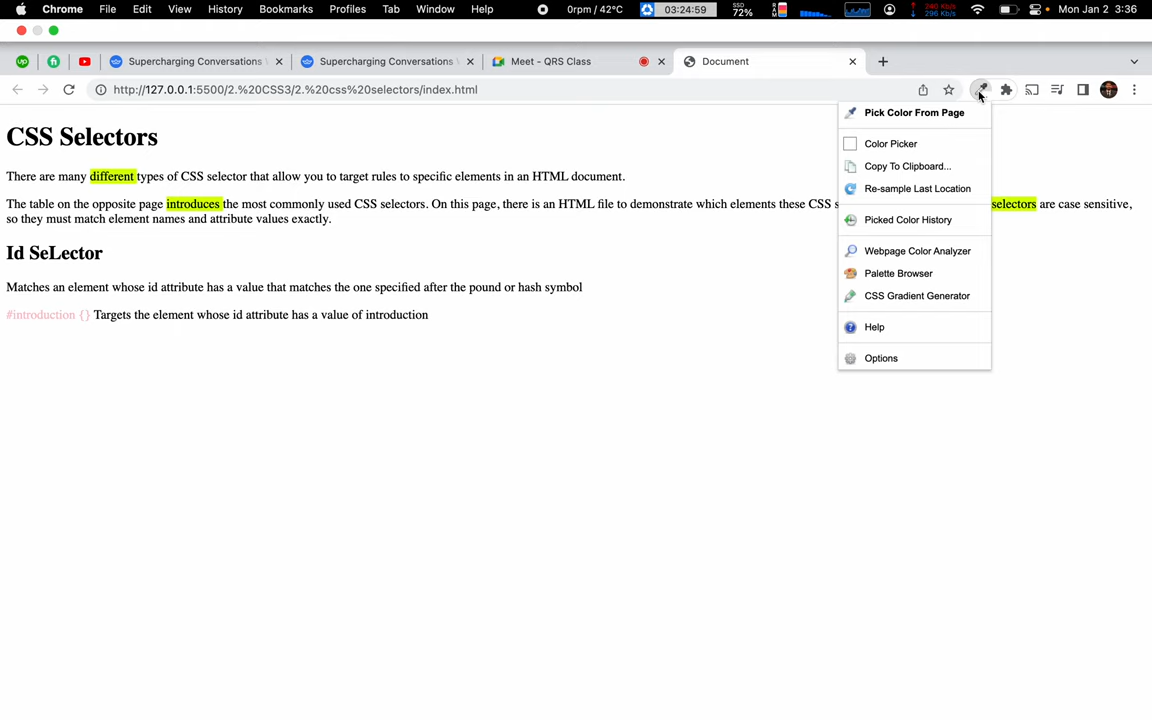 Chrome File Edit View History Bookmarks Profiles Tab Window Help 0rpm / 42°C 03:24:59 SSD 72% RAM 240 Kb/s 296 Kb/s Mon Jan 2 3:36
up fi Supercharging Conversations Supercharging Conversations Meet - QRS Class Document
http://127.0.0.1:5500/2.%20CSS3/2.%20css%20selectors/index.html
CSS Selectors
There are many different types of CSS selector that allow you to target rules to specific elements in an HTML document.
The table on the opposite page introduces the most commonly used CSS selectors. On this page, there is an HTML file to demonstrate which elements these CSS s selectors are case sensitive,
so they must match element names and attribute values exactly.
Id SeLector
Matches an element whose id attribute has a value that matches the one specified after the pound or hash symbol
#introduction {} Targets the element whose id attribute has a value of introduction
Pick Color From Page
Color Picker
Copy To Clipboard...
Re-sample Last Location
Picked Color History
Webpage Color Analyzer
Palette Browser
CSS Gradient Generator
Help
Options